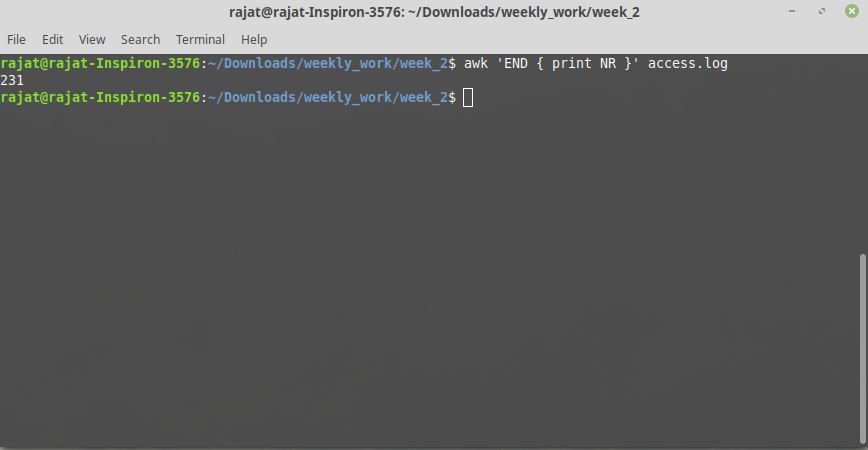 rajat@rajat-Inspiron-3576: ~/Downloads/weekly_work/week_2
File Edit View Search Terminal Help
rajat@rajat-Inspiron-3576:~/Downloads/weekly_work/week_2$ awk 'END { print NR }' access.log
231
rajat@rajat-Inspiron-3576:~/Downloads/weekly_work/week_2$